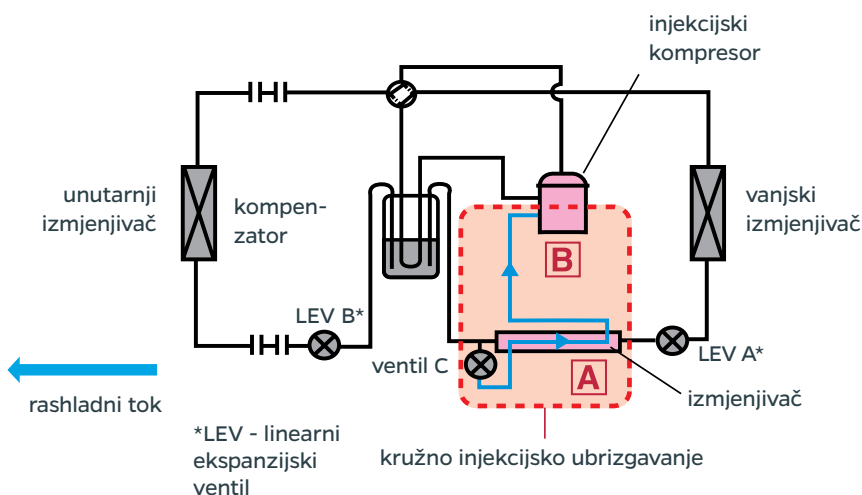 injekcijski
kompresor
unutarnji
izmjenjivač
kompen-
zator
vanjski
izmjenjivač
B
LEV B*
ventil C
LEV A*
A
izmjenjivač
rashladni tok
*LEV - linearni
ekspanzijski
ventil
kružno injekcijsko ubrizgavanje